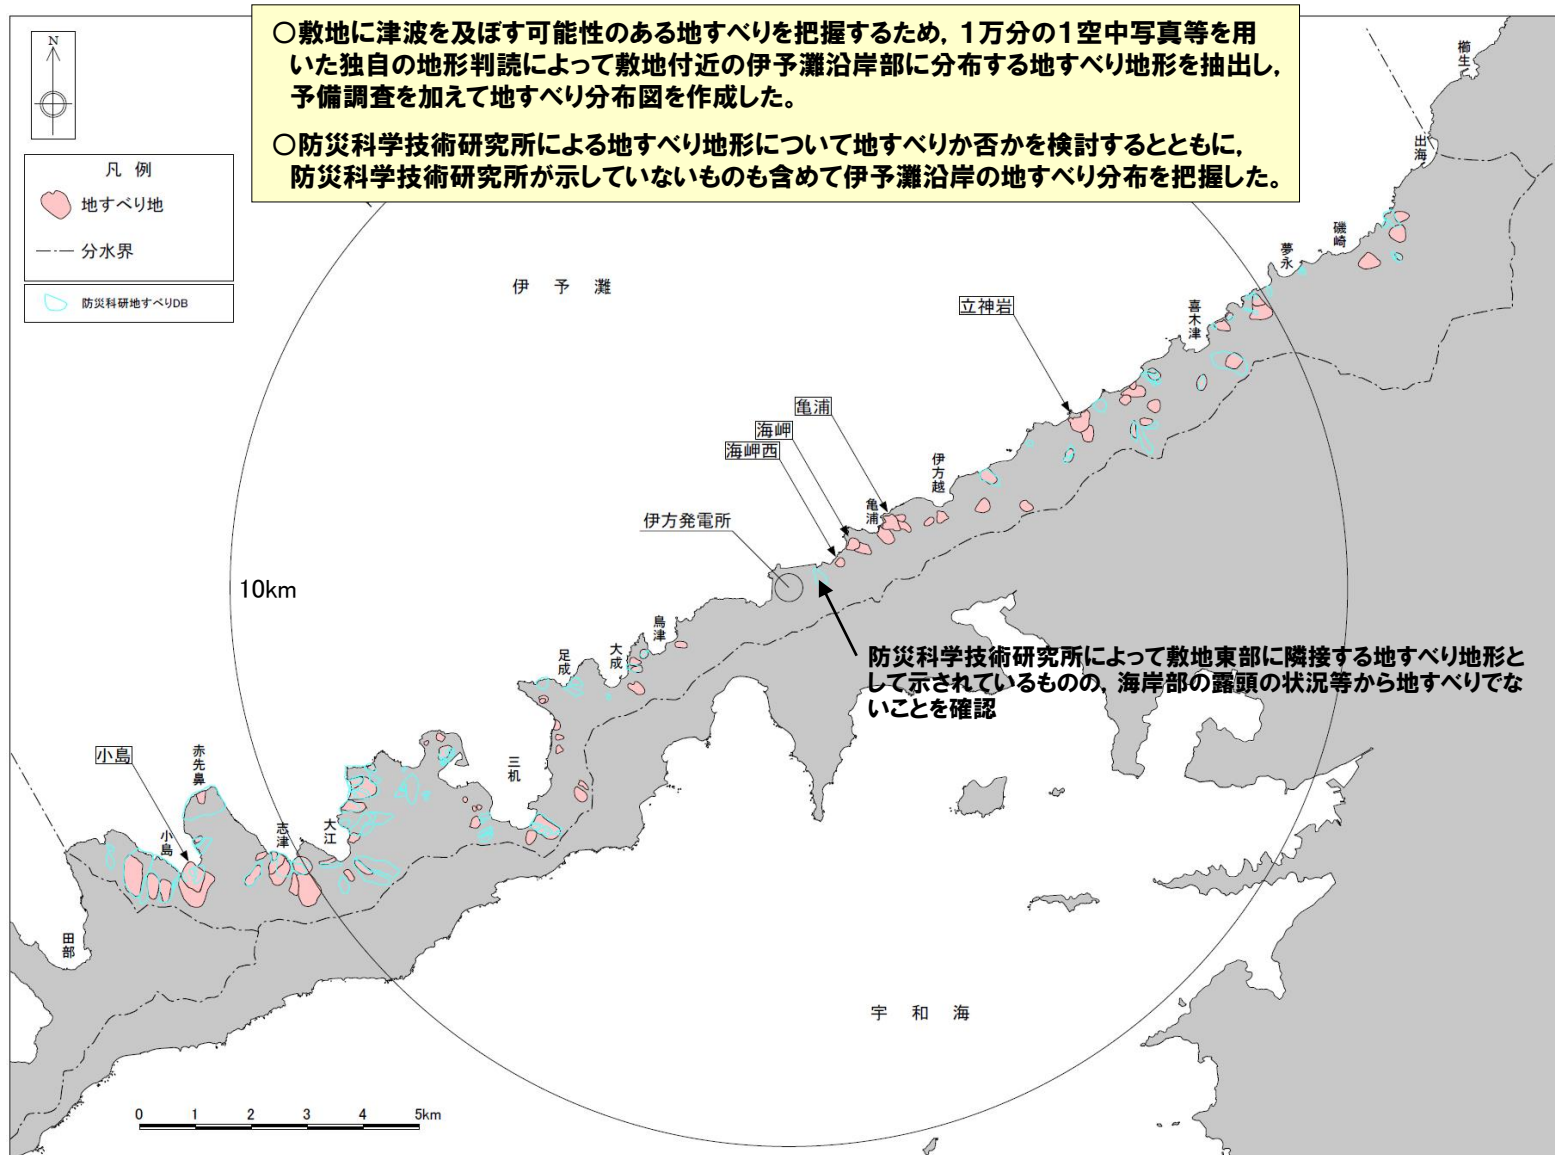 ○敷地に津波を及ぼす可能性のある地すべりを把握するため，1万分の1空中写真等を用
いた独自の地形判読によって敷地付近の伊予灘沿岸部に分布する地すべり地形を抽出し，
予備調査を加えて地すべり分布図を作成した。
○防災科学技術研究所による地すべり地形について地すべりか否かを検討するとともに，
防災科学技術研究所が示していないものも含めて伊予灘沿岸の地すべり分布を把握した。
N
凡 例
地すべり地
分水界
防災科研地すべりDB
櫛生
出海
磯崎
夢永
喜木津
伊 予 灘
立神岩
亀浦
海岬
海岬西
伊方越
亀浦
伊方発電所
10km
鳥津
大成
足成
防災科学技術研究所によって敷地東部に隣接する地すべり地形と
して示されているものの，海岸部の露頭の状況等から地すべりでな
いことを確認
三机
赤先鼻
小島
小島
志津
大江
田部
宇 和 海
0 1 2 3 4 5km